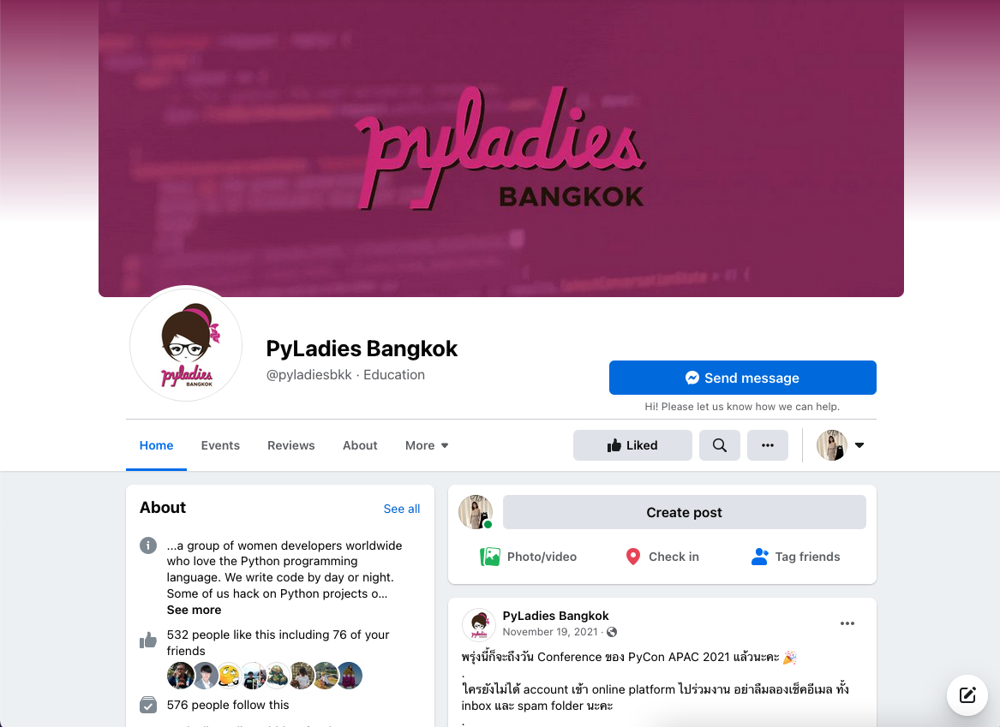 pyladies
BANGKOK
pyladies
BANGKOK
PyLadies Bangkok
@pyladiesbkk · Education
Send message
Hi! Please let us know how we can help.
Home
Events
Reviews
About
More
Liked
About
See all
...a group of women developers worldwide
who love the Python programming
language. We write code by day or night.
Some of us hack on Python projects o...
See more
532 people like this including 76 of your
friends
576 people follow this
Create post
Photo/video
Check in
Tag friends
pyladies
PyLadies Bangkok
November 19, 2021 ·
พรุ่งนี้ก็จะถึงวัน Conference ของ PyCon APAC 2021 แล้วนะคะ 🎉
.
ใครยังไม่ได้ account เข้า online platform ไปร่วมงาน อย่าลืมลองเช็คอีเมล ทั้ง
inbox และ spam folder นะคะ
.